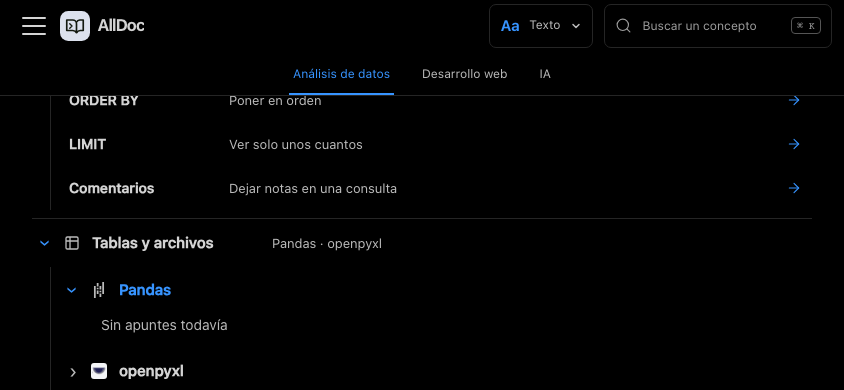 AllDoc
Aa Texto
Buscar un concepto
⌘ K
Análisis de datos
Desarrollo web
IA
ORDER BY
Poner en orden
LIMIT
Ver solo unos cuantos
Comentarios
Dejar notas en una consulta
Tablas y archivos
Pandas · openpyxl
Pandas
Sin apuntes todavía
openpyxl